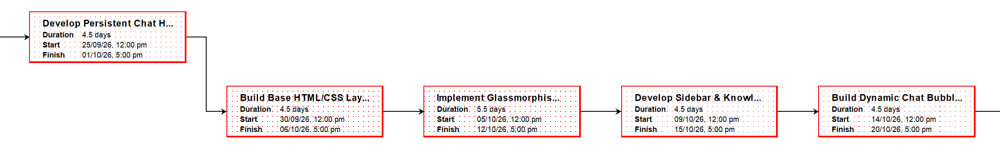 Develop Persistent Chat H...
Duration 4.5 days
Start 25/09/26, 12:00 pm
Finish 01/10/26, 5:00 pm
Build Base HTML/CSS Lay...
Duration 4.5 days
Start 30/09/26, 12:00 pm
Finish 06/10/26, 5:00 pm
Implement Glassmorphis...
Duration 5.5 days
Start 05/10/26, 12:00 pm
Finish 12/10/26, 5:00 pm
Develop Sidebar & Knowl...
Duration 4.5 days
Start 09/10/26, 12:00 pm
Finish 15/10/26, 5:00 pm
Build Dynamic Chat Bubbl...
Duration 4.5 days
Start 14/10/26, 12:00 pm
Finish 20/10/26, 5:00 pm